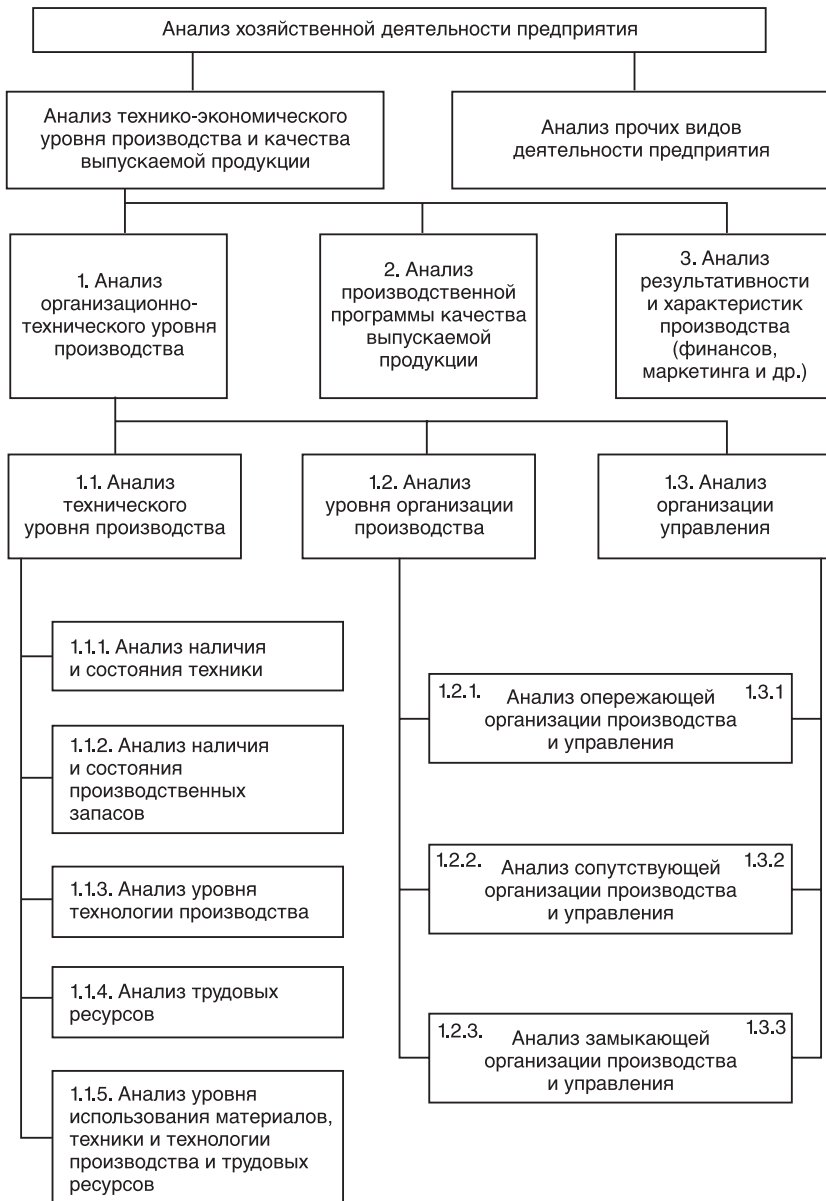 Анализ хозяйственной деятельности предприятия
Анализ технико-экономического
уровня производства и качества
выпускаемой продукции
Анализ прочих видов
деятельности предприятия
1. Анализ
организационно-
технического уровня
производства
2. Анализ
производственной
программы качества
выпускаемой
продукции
3. Анализ
результативности
и характеристик
производства
(финансов,
маркетинга и др.)
1.1. Анализ
технического
уровня производства
1.2. Анализ
уровня организации
производства
1.3. Анализ
организации
управления
1.1.1. Анализ наличия
и состояния техники
1.1.2. Анализ наличия
и состояния
производственных
запасов
1.1.3. Анализ уровня
технологии производства
1.1.4. Анализ трудовых
ресурсов
1.1.5. Анализ уровня
использования материалов,
техники и технологии
производства и трудовых
ресурсов
1.2.1. Анализ опережающей 1.3.1
организации производства
и управления
1.2.2. Анализ сопутствующей 1.3.2
организации производства
и управления
1.2.3. Анализ замыкающей 1.3.3
организации производства
и управления